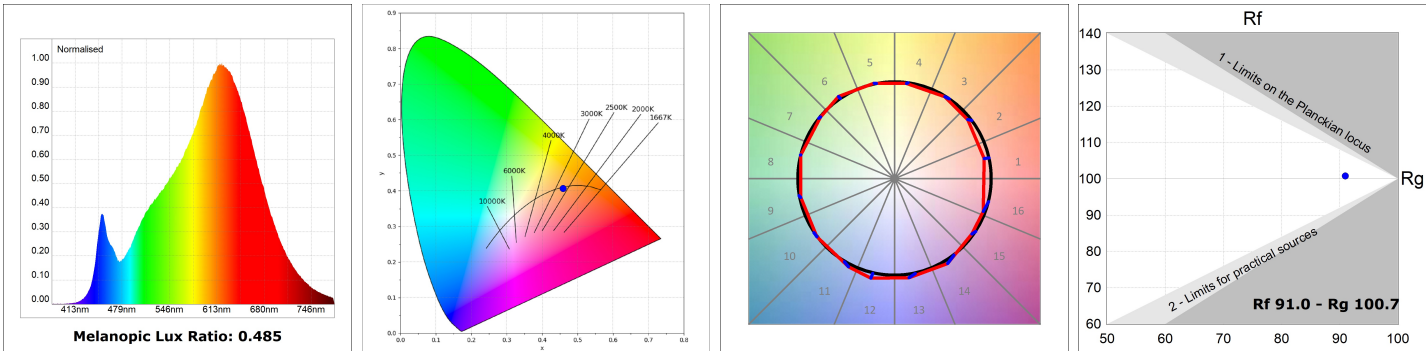 Normalised
1.00
0.90
0.80
0.70
0.60
0.50
0.40
0.30
0.20
0.10
0.00
413nm 479nm 546nm 613nm 680nm 746nm
Melanopic Lux Ratio: 0.485
0.9
0.8
0.7
0.6
0.5
0.4
0.3
0.2
0.1
0.0
y
0.0 0.1 0.2 0.3 0.4 0.5 0.6 0.7 0.8
x
1667K
2000K
2500K
3000K
4000K
6000K
10000K
1
2
3
4
5
6
7
8
9
10
11
12
13
14
15
16
Rf
140
130
120
110
100
90
80
70
60
50 60 70 80 90 100
Rg
1 - Limits on the Planckian locus
2 - Limits for practical sources
Rf 91.0 - Rg 100.7